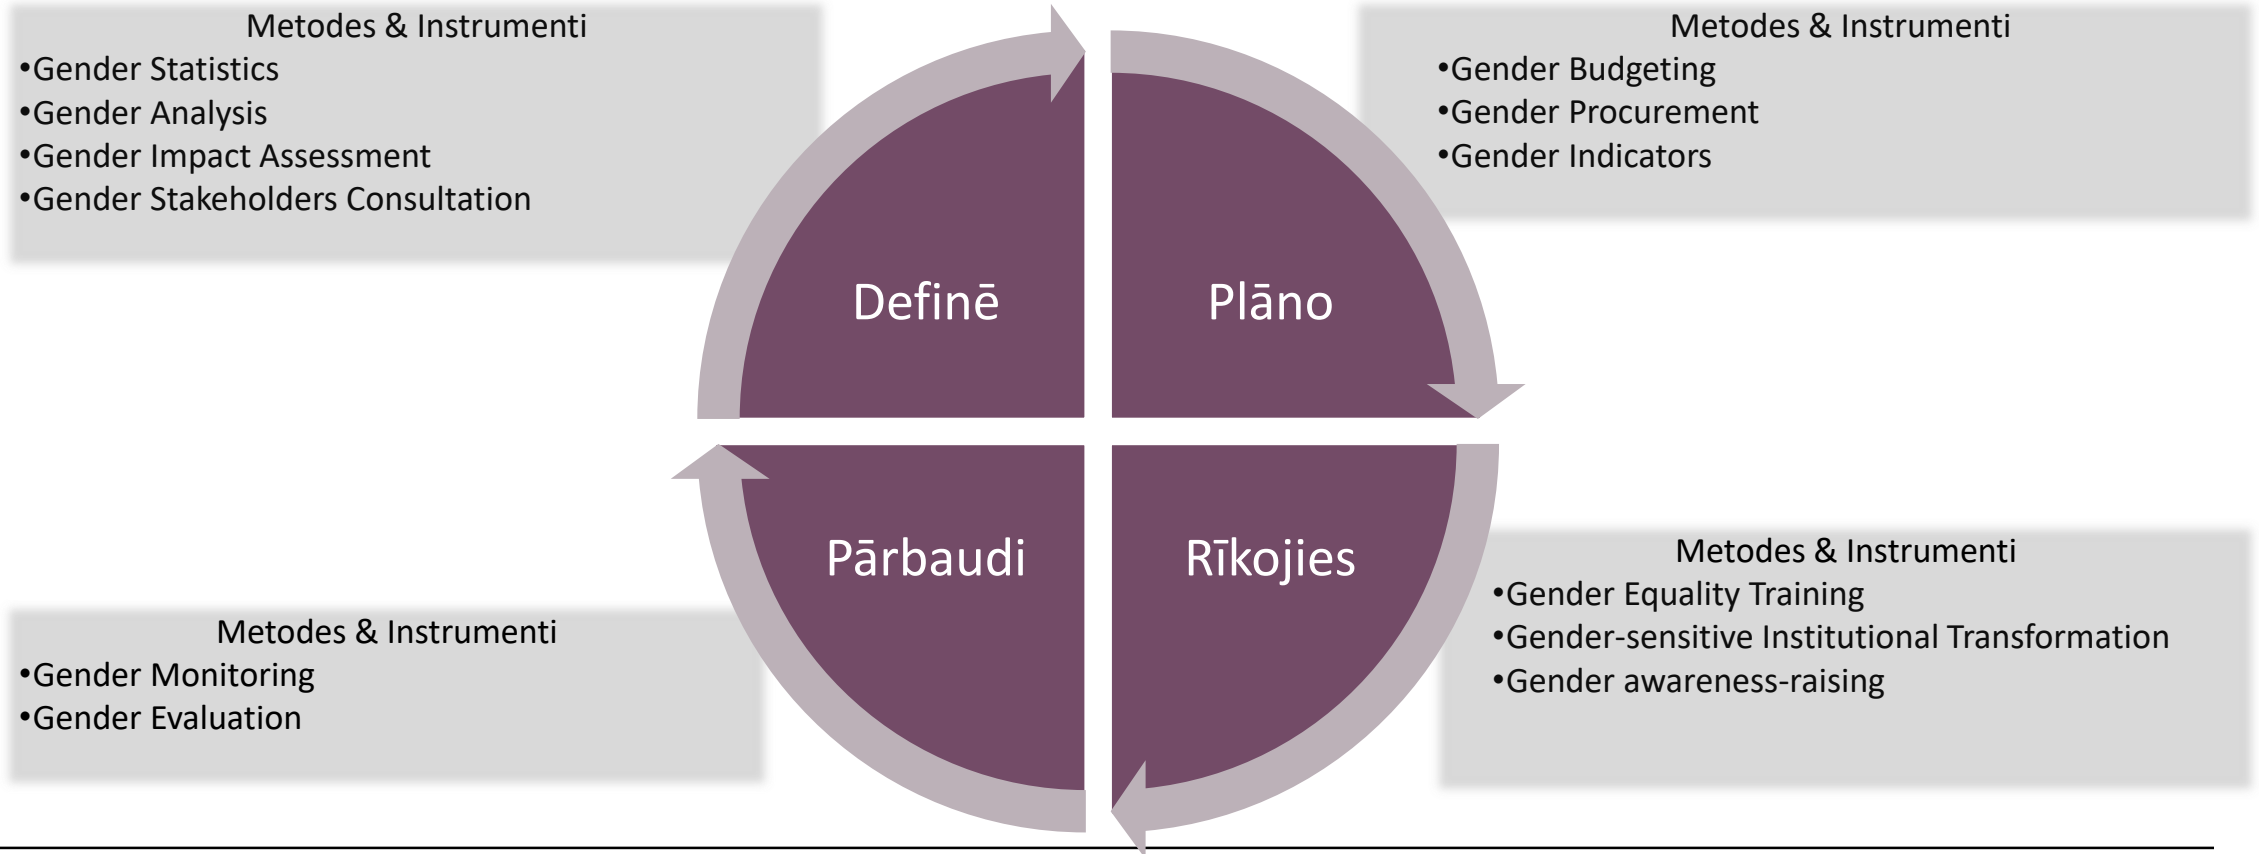 Metodes & Instrumenti
•Gender Statistics
•Gender Analysis
•Gender Impact Assessment
•Gender Stakeholders Consultation
Metodes & Instrumenti
•Gender Budgeting
•Gender Procurement
•Gender Indicators
Definē
Plāno
Pārbaudi
Rīkojies
Metodes & Instrumenti
•Gender Monitoring
•Gender Evaluation
Metodes & Instrumenti
•Gender Equality Training
•Gender-sensitive Institutional Transformation
•Gender awareness-raising